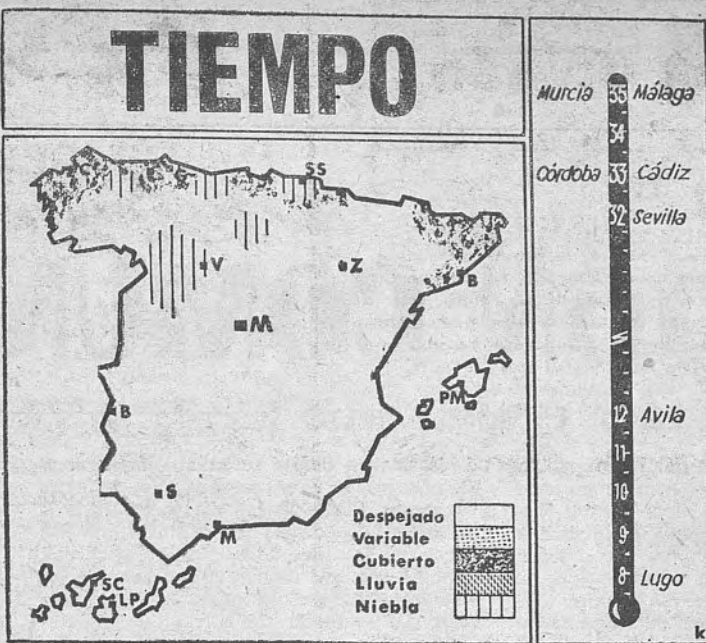 TIEMPO
SS
V
Z
B
M
PM
B
S
M
SC
LP
Despejado
Variable
Cubierto
Lluvia
Niebla
Murcia 35 Málaga
34
Córdoba 33 Cádiz
32 Sevilla
12 Avila
11
10
9
8 Lugo
k